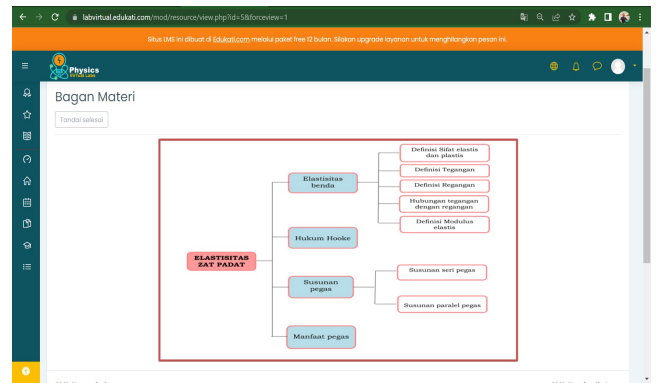 labvirtual.edukati.com/mod/resource/view.php?id=58&forceview=1
Situs LMS ini dibuat di Edukati.com melalui paket free 12 bulan. Silakan upgrade layanan untuk menghilangkan pesan ini.
Physics
VIRTUAL LABS
Bagan Materi
Tandai selesai
Definisi Sifat elastis
dan plastis
Definisi Tegangan
Elastisitas
benda
Definisi Regangan
Hubungan tegangan
dengan regangan
Definisi Modulus
elastis
Hukum Hooke
ELASTISITAS
ZAT PADAT
Susunan
pegas
Susunan seri pegas
Susunan paralel pegas
Manfaat pegas